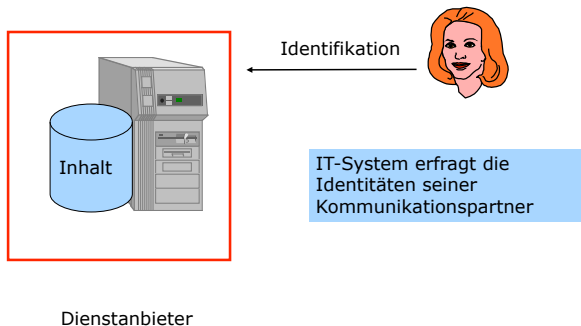 Identifikation
Inhalt
IT-System erfragt die
Identitäten seiner
Kommunikationspartner
Dienstanbieter